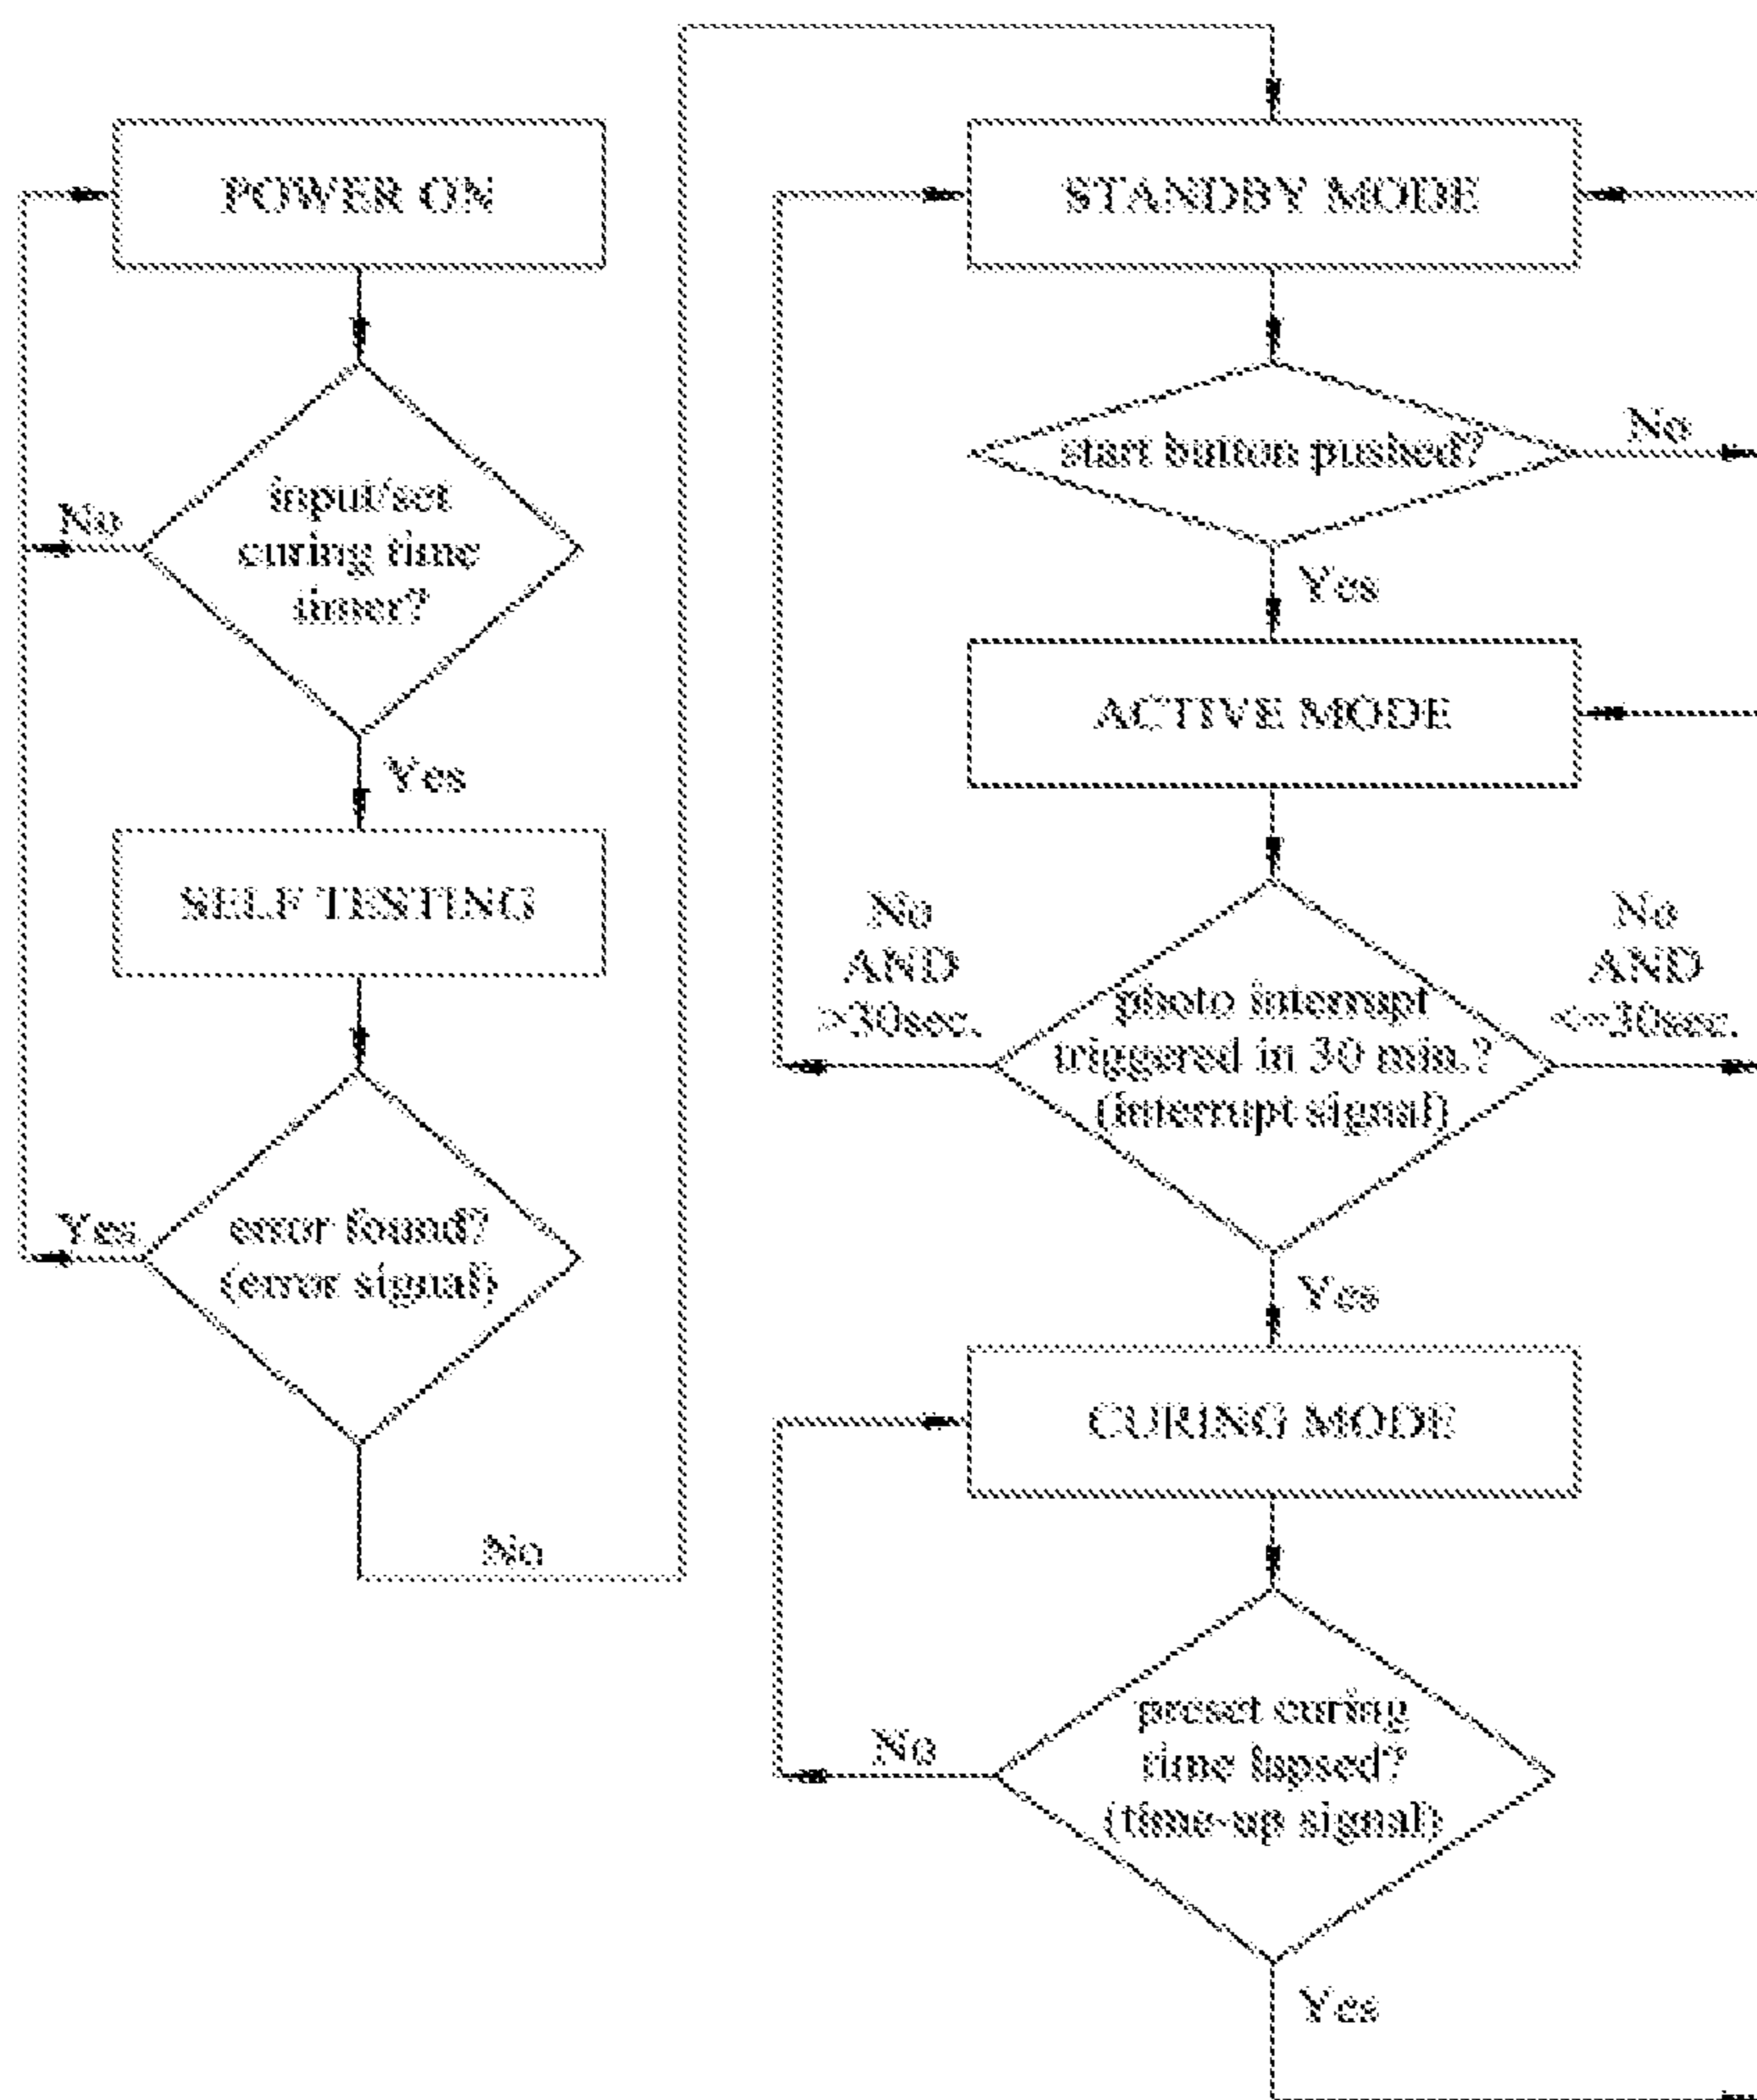 POWER ON
input/set
curing time
timer?
No
Yes
SELF TESTING
error found?
(error signal)
Yes
No
STANDBY MODE
start button pushed?
No
Yes
ACTIVE MODE
No
AND
>30sec.
photo interrupt
triggered in 30 min.?
(interrupt signal)
No
AND
<=30sec.
Yes
CURING MODE
preset curing
time lapsed?
(time-up signal)
No
Yes